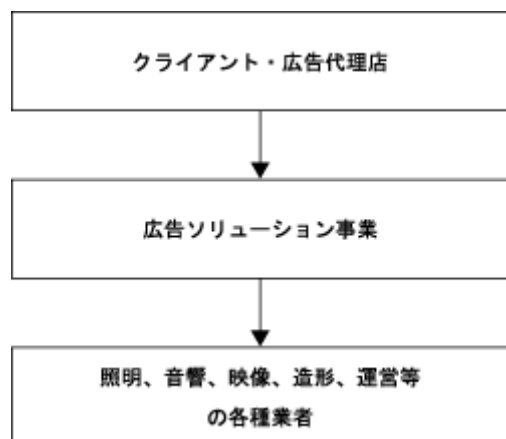 クライアント・広告代理店
広告ソリューション事業
照明、音響、映像、造形、運営等
の各種業者